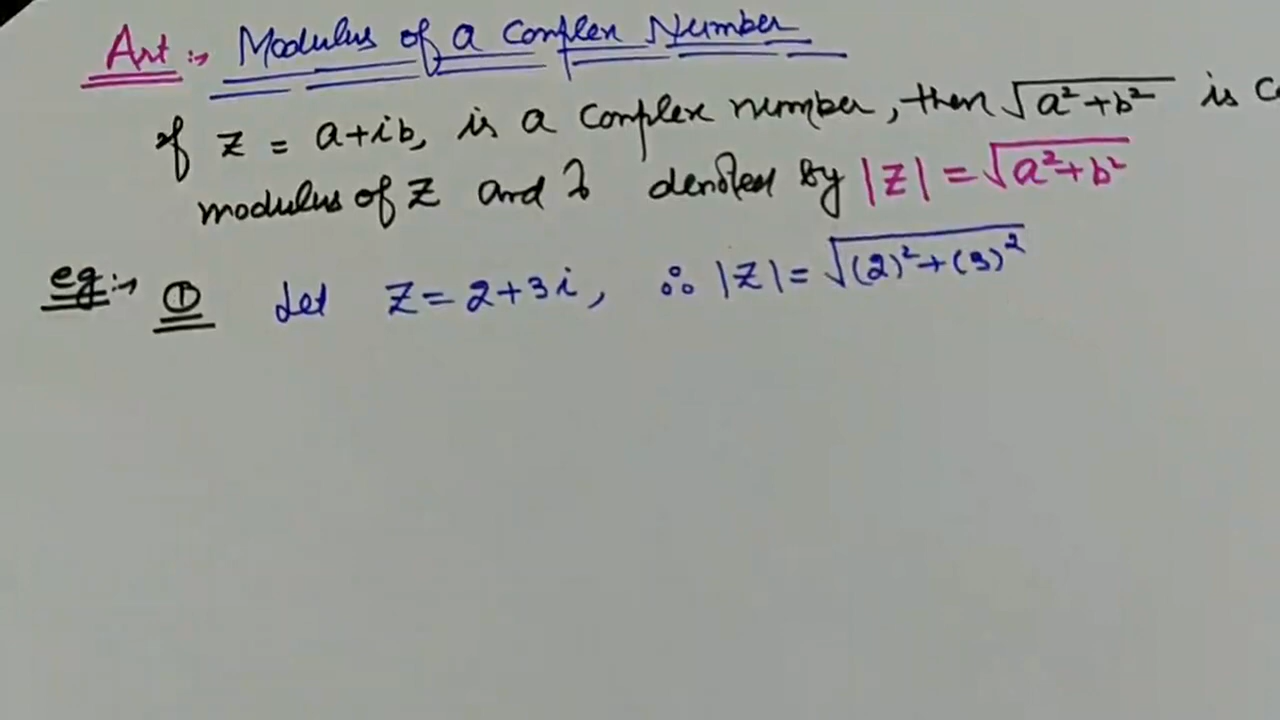 Art :- Modulus of a Complex Number
If z = a+ib, is a complex number, then √a²+b² is
modulus of z and is denoted by |z| = √a²+b²
eg:- ① Let z = 2+3i, ∴ |z| = √(2)²+(3)²